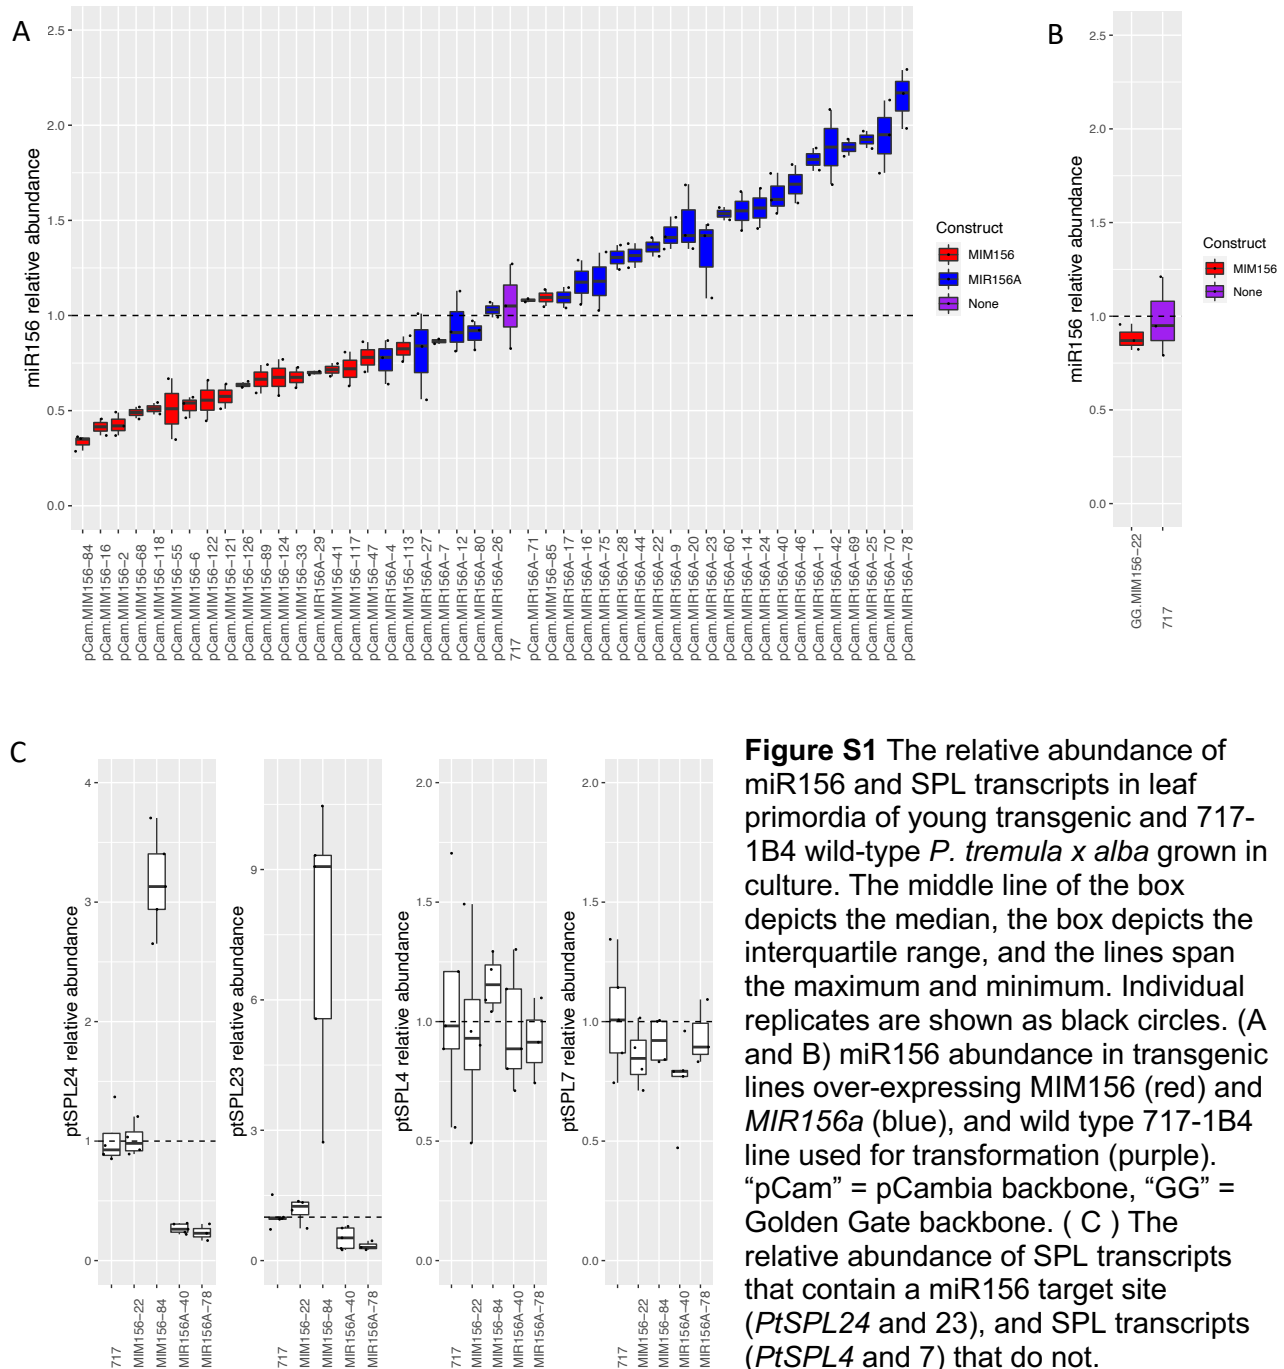 A
2.5
2.0
1.5
1.0
0.5
0.0
miR156 relative abundance
pCam.MIM156−84
pCam.MIM156−16
pCam.MIM156−2
pCam.MIM156−68
pCam.MIM156−118
pCam.MIM156−55
pCam.MIM156−6
pCam.MIM156−122
pCam.MIM156−121
pCam.MIM156−126
pCam.MIM156−89
pCam.MIM156−124
pCam.MIM156−33
pCam.MIR156A−29
pCam.MIM156−41
pCam.MIM156−117
pCam.MIM156−47
pCam.MIR156A−4
pCam.MIM156−113
pCam.MIR156A−27
pCam.MIR156A−7
pCam.MIR156A−12
pCam.MIR156A−80
pCam.MIR156A−26
717
pCam.MIR156A−71
pCam.MIM156−85
pCam.MIR156A−17
pCam.MIR156A−16
pCam.MIR156A−75
pCam.MIR156A−28
pCam.MIR156A−44
pCam.MIR156A−22
pCam.MIR156A−9
pCam.MIR156A−20
pCam.MIR156A−23
pCam.MIR156A−60
pCam.MIR156A−14
pCam.MIR156A−24
pCam.MIR156A−40
pCam.MIR156A−46
pCam.MIR156A−1
pCam.MIR156A−42
pCam.MIR156A−69
pCam.MIR156A−25
pCam.MIR156A−70
pCam.MIR156A−78
Construct
MIM156
MIR156A
None
B
2.5
2.0
1.5
1.0
0.5
0.0
miR156 relative abundance
GG.MIM156−22
717
Construct
MIM156
None
C
4
3
2
1
0
ptSPL24 relative abundance
717
MIM156−22
MIM156−84
MIR156A−40
MIR156A−78
9
6
3
0
ptSPL23 relative abundance
717
MIM156−22
MIM156−84
MIR156A−40
MIR156A−78
2.0
1.5
1.0
0.5
0.0
ptSPL4 relative abundance
717
MIM156−22
MIM156−84
MIR156A−40
MIR156A−78
2.0
1.5
1.0
0.5
0.0
ptSPL7 relative abundance
717
MIM156−22
MIM156−84
MIR156A−40
MIR156A−78
Figure S1 The relative abundance of
miR156 and SPL transcripts in leaf
primordia of young transgenic and 717-
1B4 wild-type P. tremula x alba grown in
culture. The middle line of the box
depicts the median, the box depicts the
interquartile range, and the lines span
the maximum and minimum. Individual
replicates are shown as black circles. (A
and B) miR156 abundance in transgenic
lines over-expressing MIM156 (red) and
MIR156a (blue), and wild type 717-1B4
line used for transformation (purple).
“pCam” = pCambia backbone, “GG” =
Golden Gate backbone. ( C ) The
relative abundance of SPL transcripts
that contain a miR156 target site
(PtSPL24 and 23), and SPL transcripts
(PtSPL4 and 7) that do not.